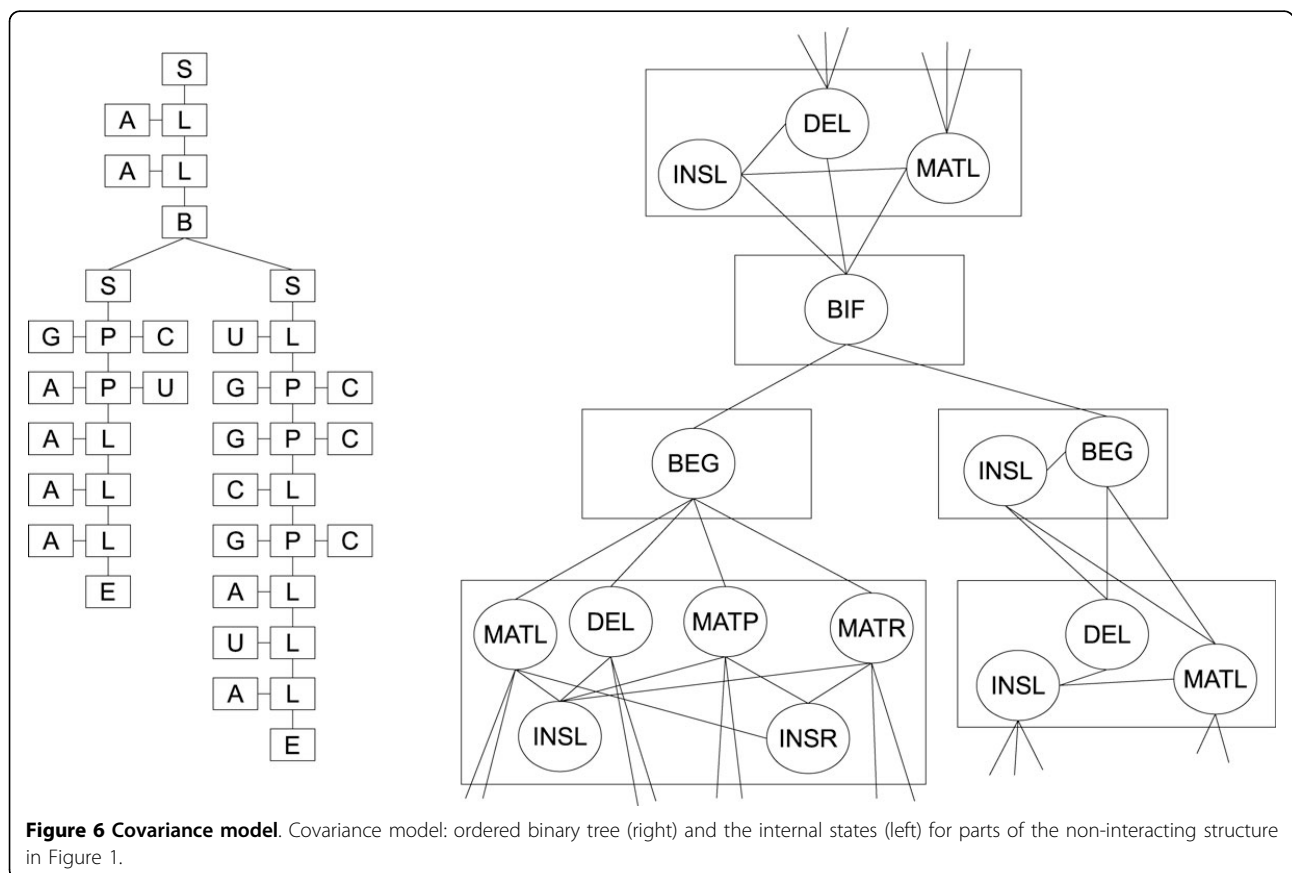 S
A L
A L
B
S S
G P C U L
A P U G P C
A L G P C
A L C L
A L G P C
E A L
U L
A L
E
DEL
INSL MATL
BIF
BEG
INSL BEG
MATL DEL MATP MATR
INSL INSR
DEL
INSL MATL
Figure 6 Covariance model. Covariance model: ordered binary tree (right) and the internal states (left) for parts of the non-interacting structure
in Figure 1.